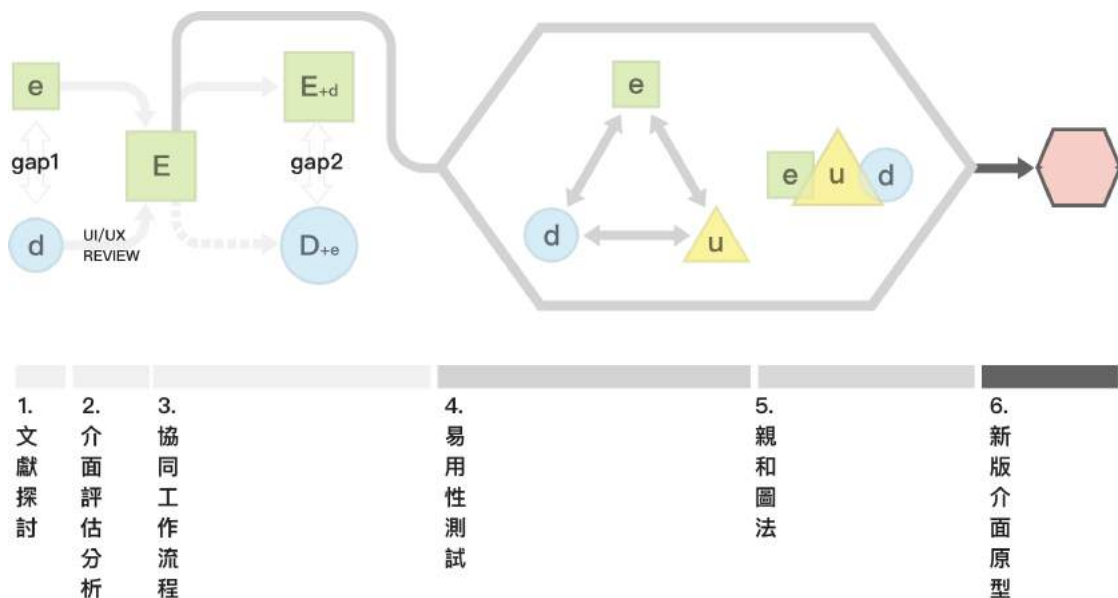 e
E+d
e
gap1
E
gap2
e
u
d
d
UI/UX
REVIEW
D+e
d
u
1.
文獻探討
2.
介面評估分析
3.
協同工作流程
4.
易用性測試
5.
親和圖法
6.
新版介面原型